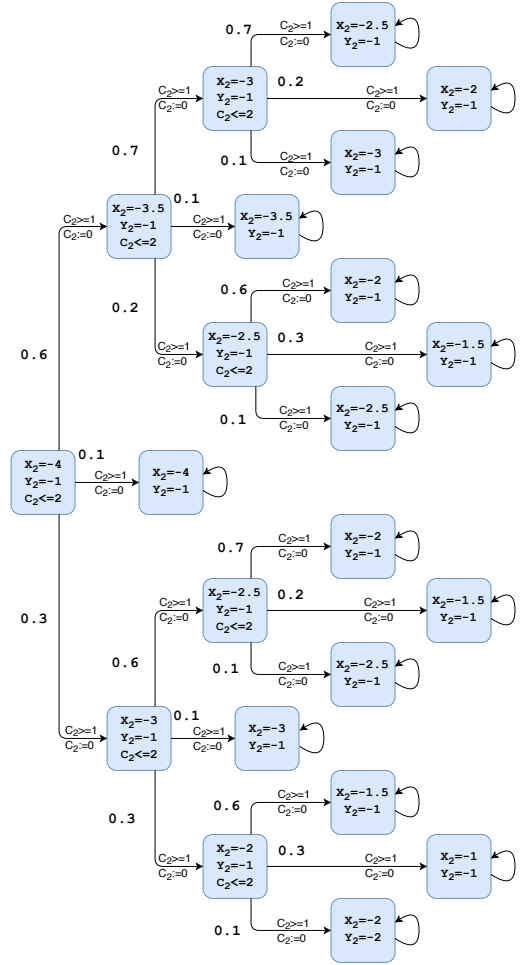 0.7
C₂>=1
C₂:=0
X₂=-2.5
Y₂=-1
X₂=-3
Y₂=-1
C₂<=2
0.2
C₂>=1
C₂:=0
X₂=-2
Y₂=-1
C₂>=1
C₂:=0
0.1
C₂>=1
C₂:=0
X₂=-3
Y₂=-1
0.7
X₂=-3.5
Y₂=-1
C₂<=2
0.1
C₂>=1
C₂:=0
X₂=-3.5
Y₂=-1
C₂>=1
C₂:=0
0.6
C₂>=1
C₂:=0
X₂=-2
Y₂=-1
0.2
C₂>=1
C₂:=0
X₂=-2.5
Y₂=-1
C₂<=2
0.3
C₂>=1
C₂:=0
X₂=-1.5
Y₂=-1
0.6
0.1
C₂>=1
C₂:=0
X₂=-2.5
Y₂=-1
X₂=-4
Y₂=-1
C₂<=2
0.1
C₂>=1
C₂:=0
X₂=-4
Y₂=-1
0.3
0.7
C₂>=1
C₂:=0
X₂=-2
Y₂=-1
C₂>=1
C₂:=0
X₂=-2.5
Y₂=-1
C₂<=2
0.2
C₂>=1
C₂:=0
X₂=-1.5
Y₂=-1
0.6
0.1
C₂>=1
C₂:=0
X₂=-2.5
Y₂=-1
C₂>=1
C₂:=0
X₂=-3
Y₂=-1
C₂<=2
0.1
C₂>=1
C₂:=0
X₂=-3
Y₂=-1
0.3
0.6
C₂>=1
C₂:=0
X₂=-1.5
Y₂=-1
C₂>=1
C₂:=0
X₂=-2
Y₂=-1
C₂<=2
0.3
C₂>=1
C₂:=0
X₂=-1
Y₂=-1
0.1
C₂>=1
C₂:=0
X₂=-2
Y₂=-2